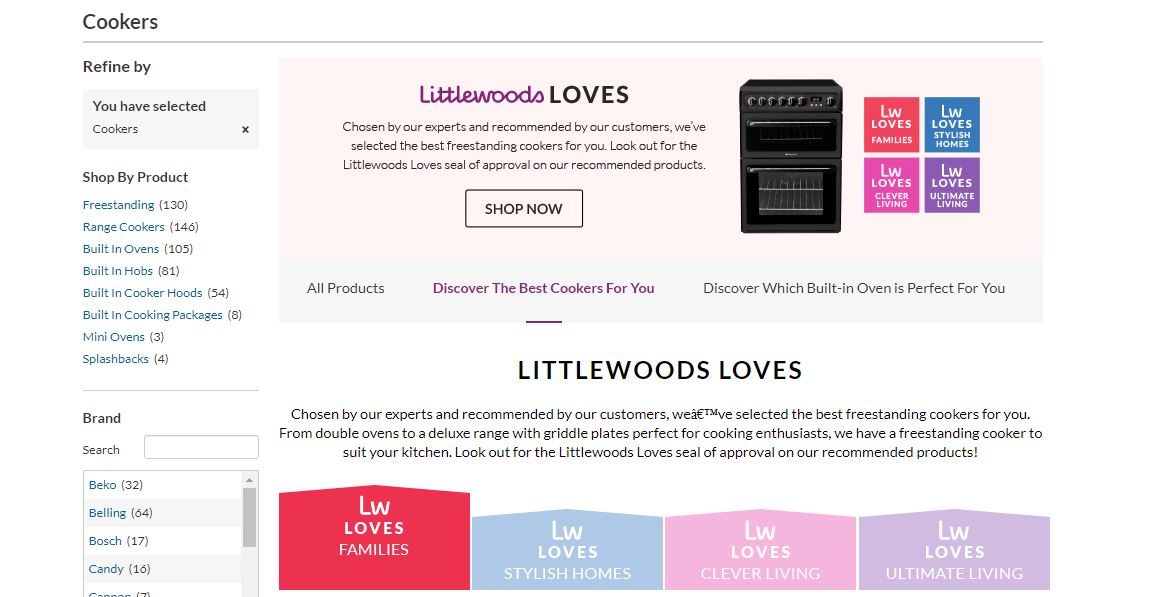 Cookers
Refine by
You have selected
Cookers
×
Shop By Product
Freestanding (130)
Range Cookers (146)
Built In Ovens (105)
Built In Hobs (81)
Built In Cooker Hoods (54)
Built In Cooking Packages (8)
Mini Ovens (3)
Splashbacks (4)
Brand
Search
Beko (32)
Belling (64)
Bosch (17)
Candy (16)
Cannon (7)
Littlewoods LOVES
Chosen by our experts and recommended by our customers, we've
selected the best freestanding cookers for you. Look out for the
Littlewoods Loves seal of approval on our recommended products.
SHOP NOW
Lw
LOVES
FAMILIES
Lw
LOVES
STYLISH
HOMES
Lw
LOVES
CLEVER
LIVING
Lw
LOVES
ULTIMATE
LIVING
All Products
Discover The Best Cookers For You
Discover Which Built-in Oven is Perfect For You
LITTLEWOODS LOVES
Chosen by our experts and recommended by our customers, weâ€™ve selected the best freestanding cookers for you.
From double ovens to a deluxe range with griddle plates perfect for cooking enthusiasts, we have a freestanding cooker to
suit your kitchen. Look out for the Littlewoods Loves seal of approval on our recommended products!
Lw
LOVES
FAMILIES
Lw
LOVES
STYLISH HOMES
Lw
LOVES
CLEVER LIVING
Lw
LOVES
ULTIMATE LIVING